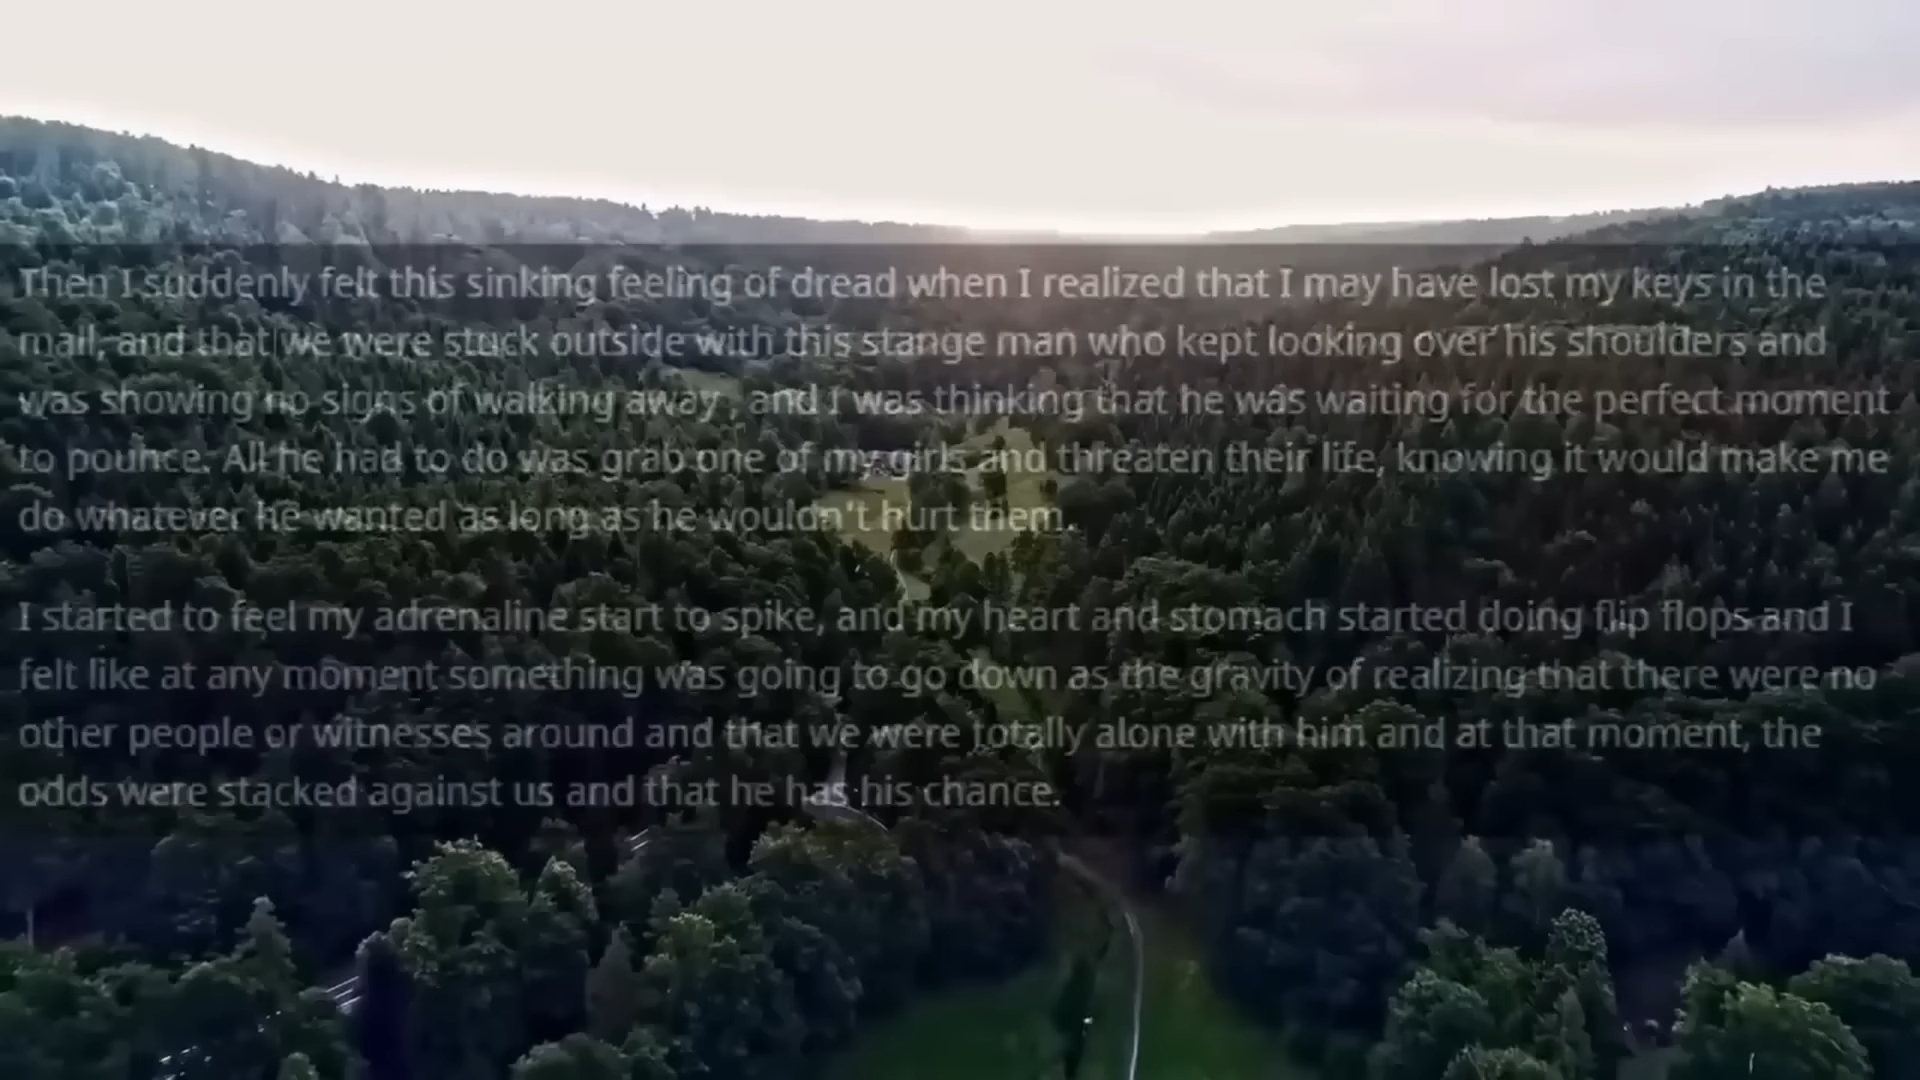 Then I suddenly felt this sinking feeling of dread when I realized that I may have lost my keys in the
mall, and that we were stuck outside with this stange man who kept looking over his shoulders and
was showing no signs of walking away , and I was thinking that he was waiting for the perfect moment
to pounce. All he had to do was grab one of my girls and threaten their life, knowing it would make me
do whatever he wanted as long as he wouldn't hurt them.
I started to feel my adrenaline start to spike, and my heart and stomach started doing flip flops and I
felt like at any moment something was going to go down as the gravity of realizing that there were no
other people or witnesses around and that we were totally alone with him and at that moment, the
odds were stacked against us and that he has his chance.